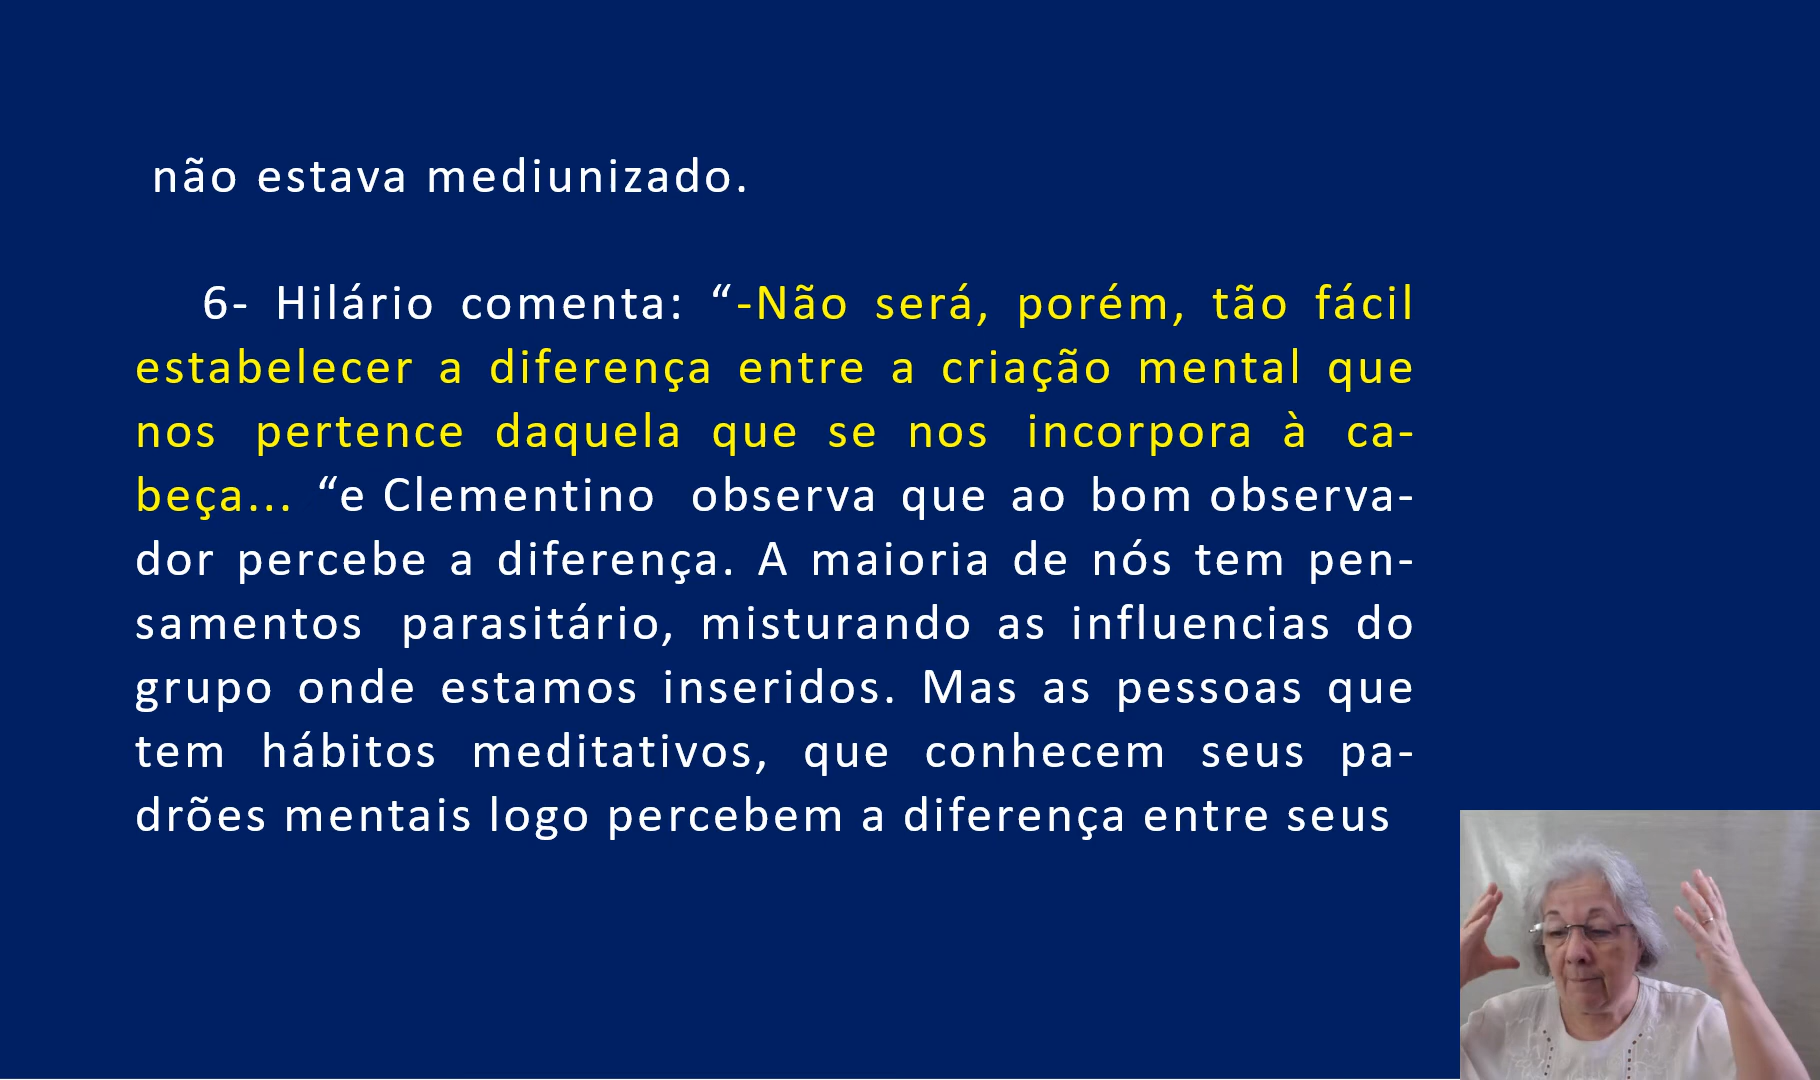 não estava mediunizado.
6- Hilário comenta: “-Não será, porém, tão fácil
estabelecer a diferença entre a criação mental que
nos pertence daquela que se nos incorpora à ca-
beça... “e Clementino observa que ao bom observa-
dor percebe a diferença. A maioria de nós tem pen-
samentos parasitário, misturando as influencias do
grupo onde estamos inseridos. Mas as pessoas que
tem hábitos meditativos, que conhecem seus pa-
drões mentais logo percebem a diferença entre seus